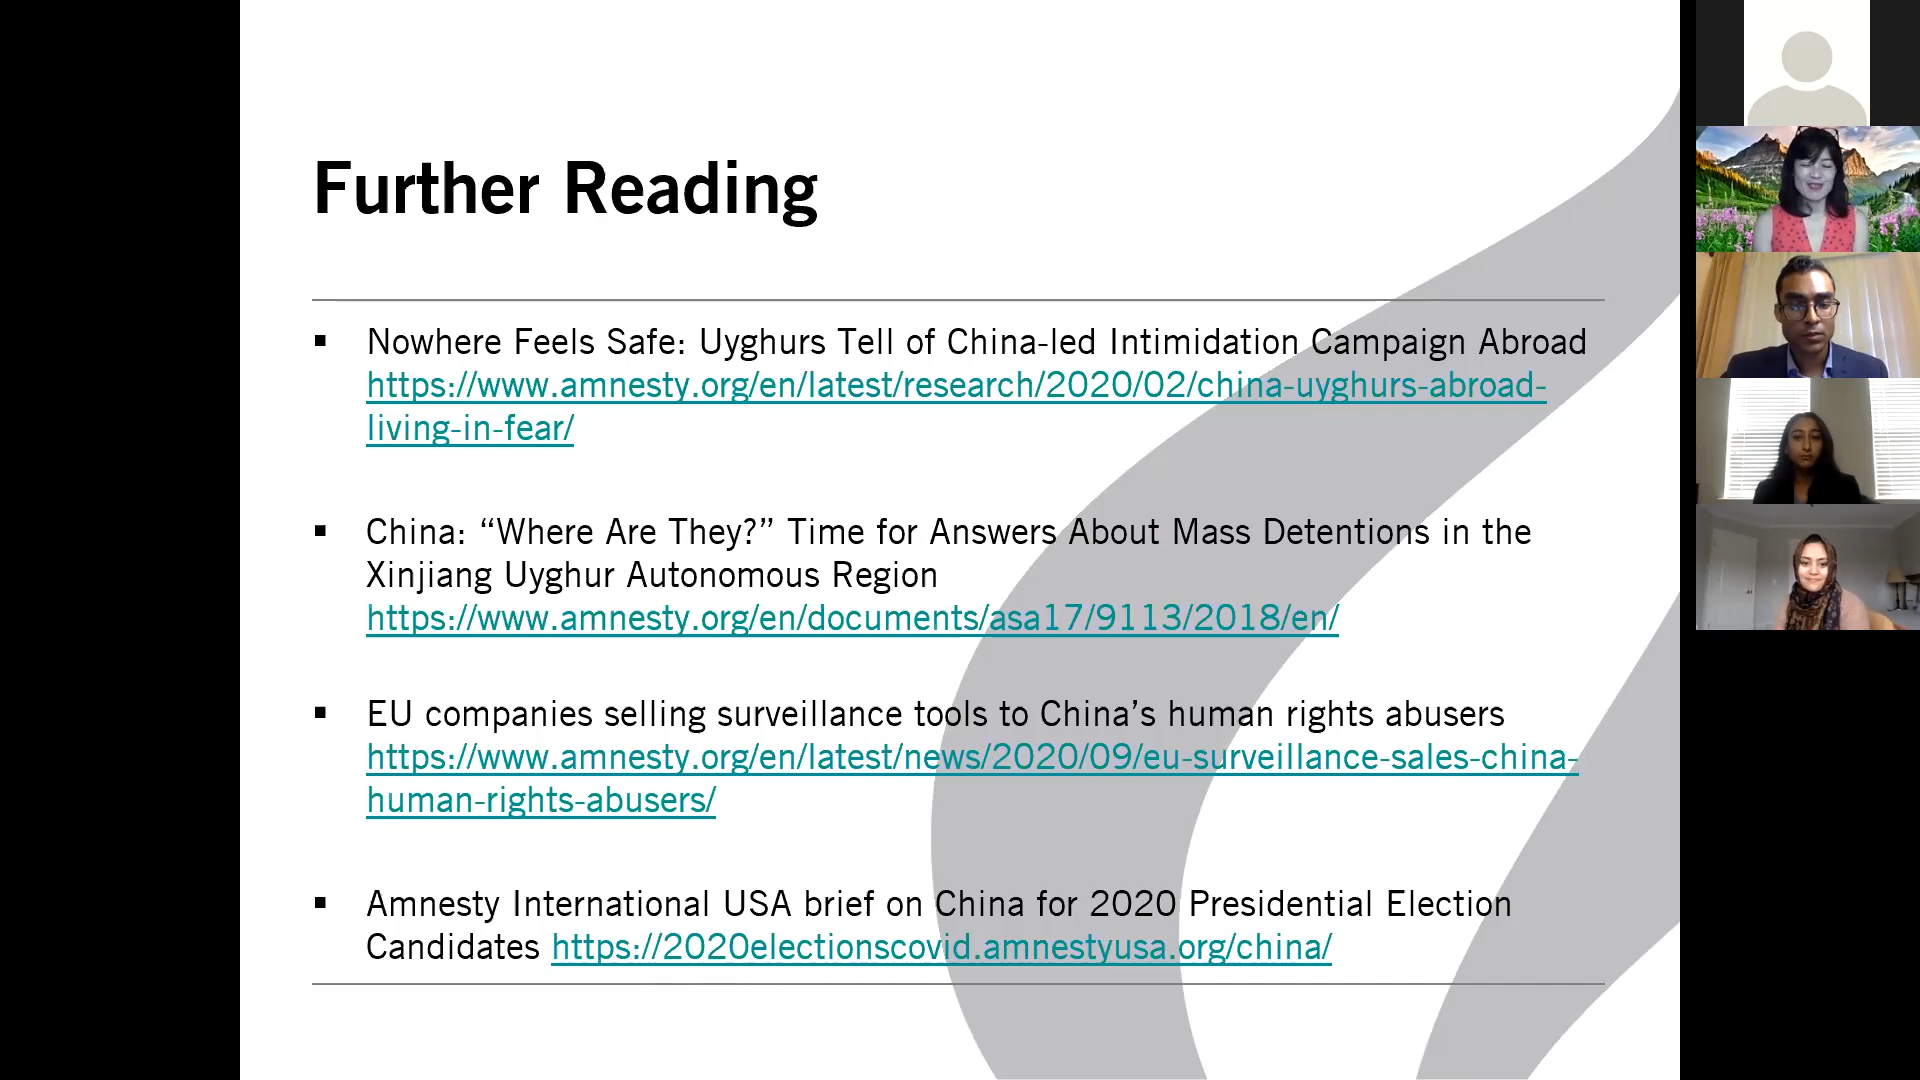 Further Reading
▪ Nowhere Feels Safe: Uyghurs Tell of China-led Intimidation Campaign Abroad
https://www.amnesty.org/en/latest/research/2020/02/china-uyghurs-abroad-
living-in-fear/
▪ China: “Where Are They?” Time for Answers About Mass Detentions in the
Xinjiang Uyghur Autonomous Region
https://www.amnesty.org/en/documents/asa17/9113/2018/en/
▪ EU companies selling surveillance tools to China’s human rights abusers
https://www.amnesty.org/en/latest/news/2020/09/eu-surveillance-sales-china-
human-rights-abusers/
▪ Amnesty International USA brief on China for 2020 Presidential Election
Candidates https://2020electionscovid.amnestyusa.org/china/